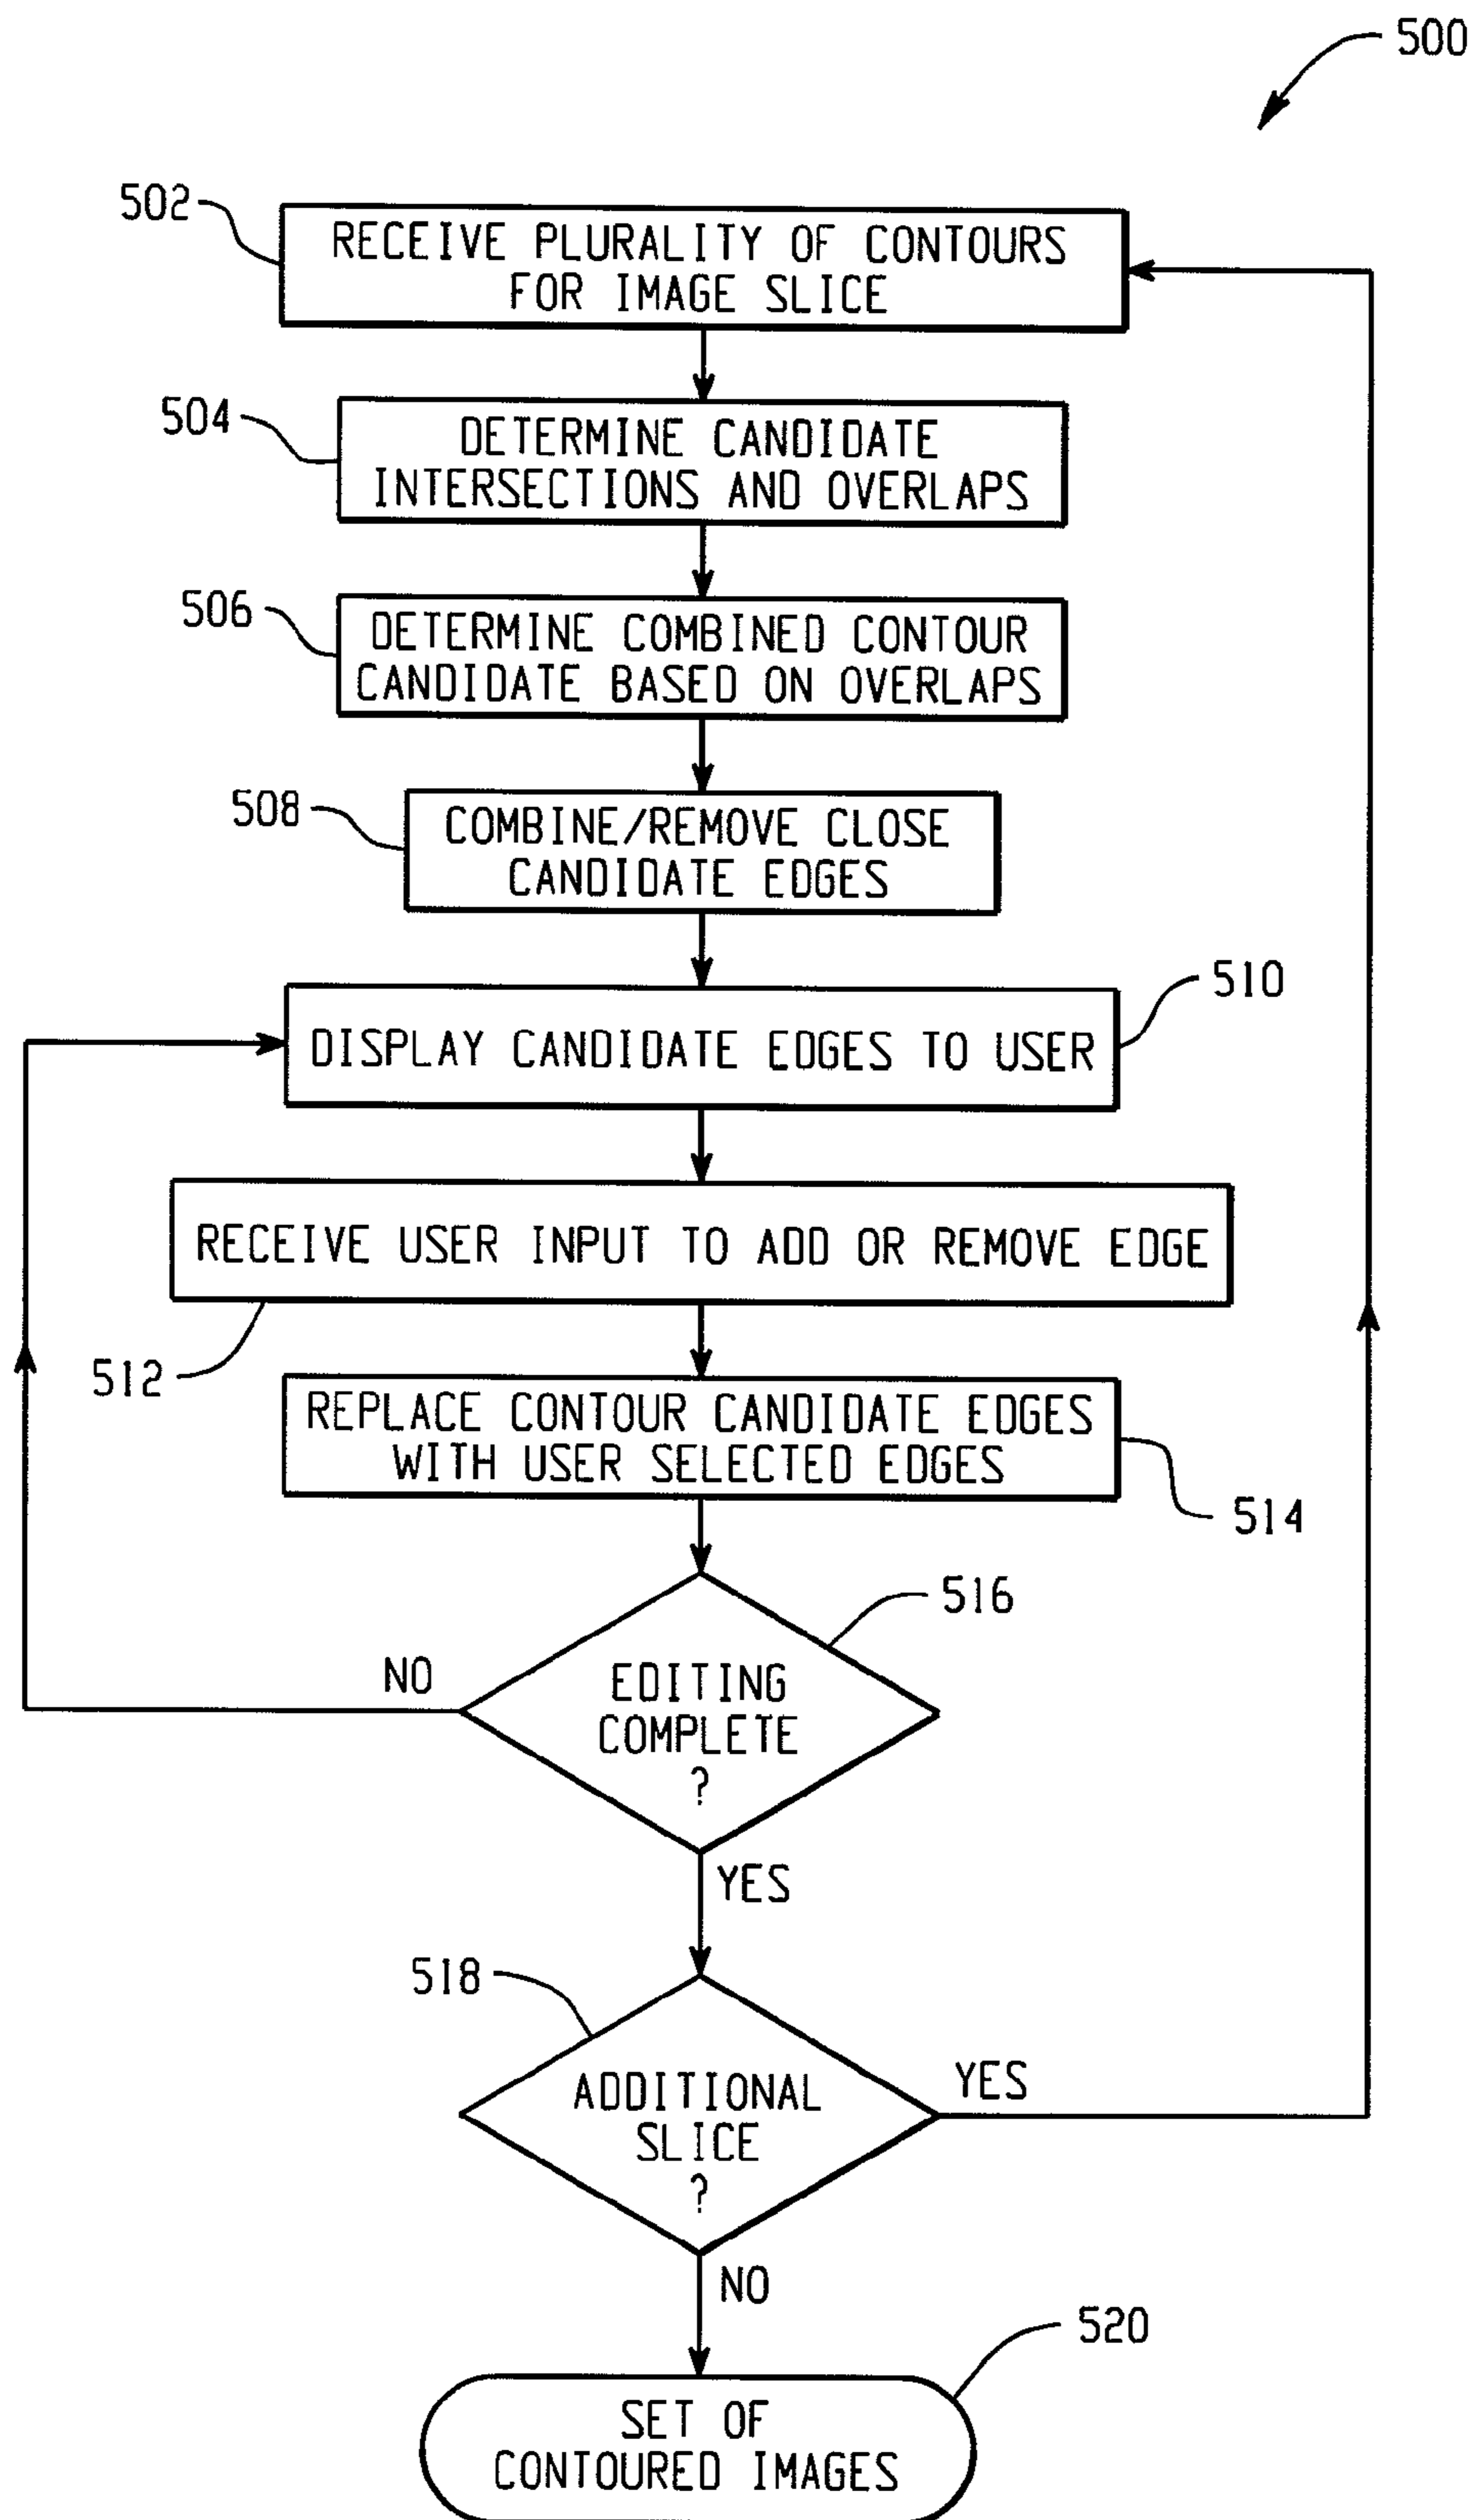 500
502
RECEIVE PLURALITY OF CONTOURS
FOR IMAGE SLICE
504
DETERMINE CANDIDATE
INTERSECTIONS AND OVERLAPS
506
DETERMINE COMBINED CONTOUR
CANDIDATE BASED ON OVERLAPS
508
COMBINE/REMOVE CLOSE
CANDIDATE EDGES
510
DISPLAY CANDIDATE EDGES TO USER
RECEIVE USER INPUT TO ADD OR REMOVE EDGE
512
REPLACE CONTOUR CANDIDATE EDGES
WITH USER SELECTED EDGES
514
516
NO
EDITING
COMPLETE
?
YES
518
ADDITIONAL
SLICE
?
YES
NO
520
SET OF
CONTOURED IMAGES